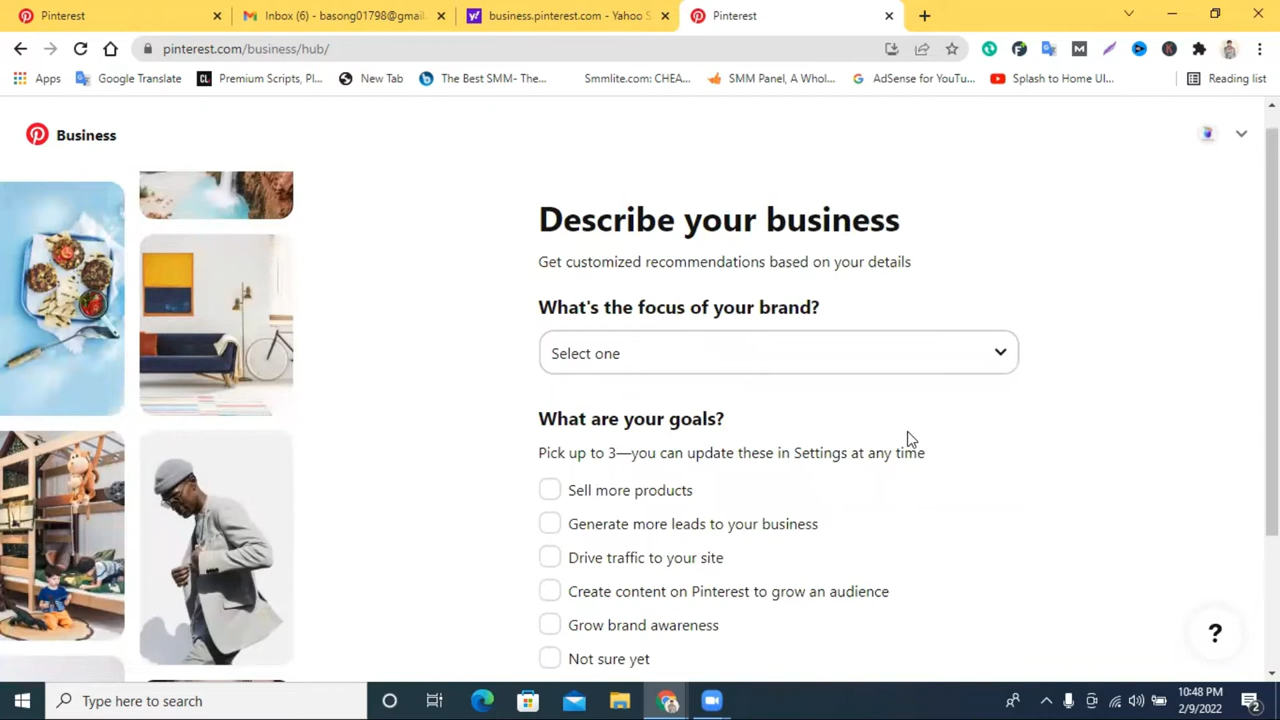 Pinterest
Inbox (6) - basong01798@gmail.
business.pinterest.com - Yahoo S
Pinterest
pinterest.com/business/hub/
Apps
Google Translate
Premium Scripts, Pl...
New Tab
The Best SMM- The...
Smmlite.com: CHEA...
SMM Panel, A Whol...
AdSense for YouTu...
Splash to Home UI...
Reading list
Business
Describe your business
Get customized recommendations based on your details
What's the focus of your brand?
Select one
What are your goals?
Pick up to 3—you can update these in Settings at any time
Sell more products
Generate more leads to your business
Drive traffic to your site
Create content on Pinterest to grow an audience
Grow brand awareness
Not sure yet
?
Type here to search
10:48 PM
2/9/2022
2